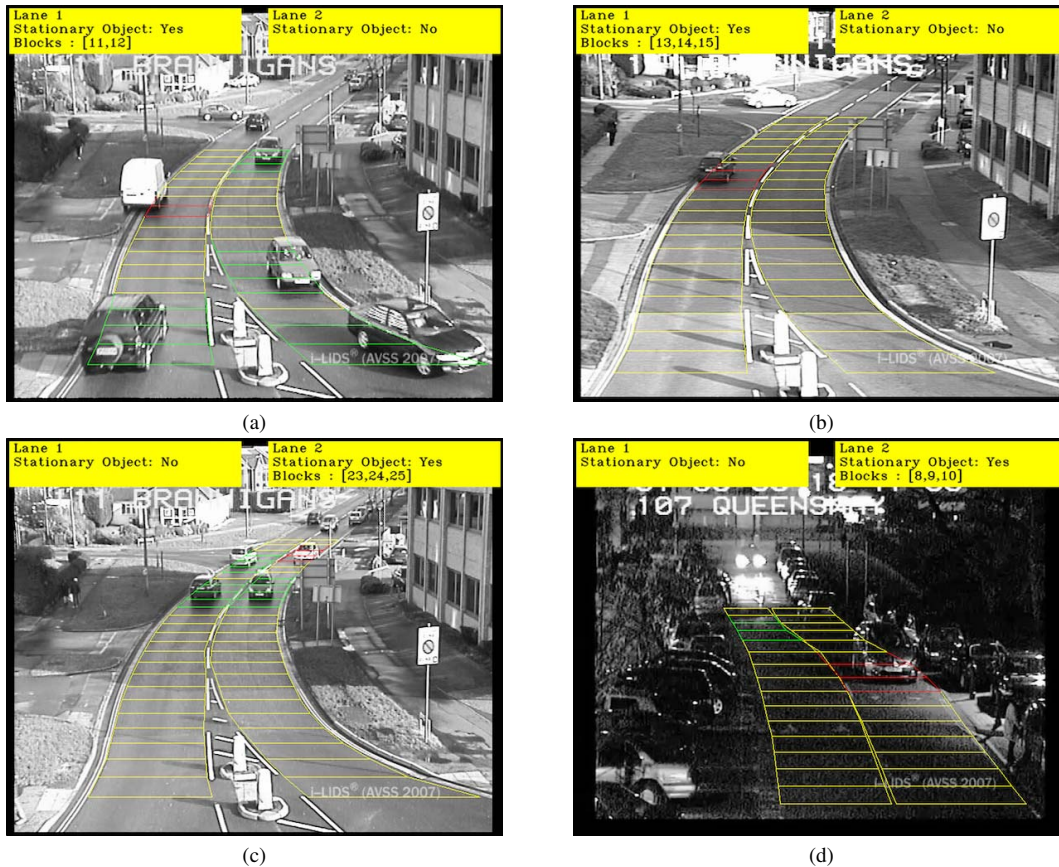 Lane 1
Stationary Object: Yes
Blocks : [11,12]
Lane 2
Stationary Object: No
BRANNIGANS
i-LIDS® (AVSS 2007)
(a)
Lane 1
Stationary Object: Yes
Blocks : [13,14,15]
Lane 2
Stationary Object: No
NIGANS
i-LIDS® (AVSS 2007)
(b)
Lane 1
Stationary Object: No
Lane 2
Stationary Object: Yes
Blocks : [23,24,25]
BRANNIGANS
i-LIDS® (AVSS 2007)
(c)
Lane 1
Stationary Object: No
Lane 2
Stationary Object: Yes
Blocks : [8,9,10]
107 QUEENSWAY
i-LIDS® (AVSS 2007)
(d)